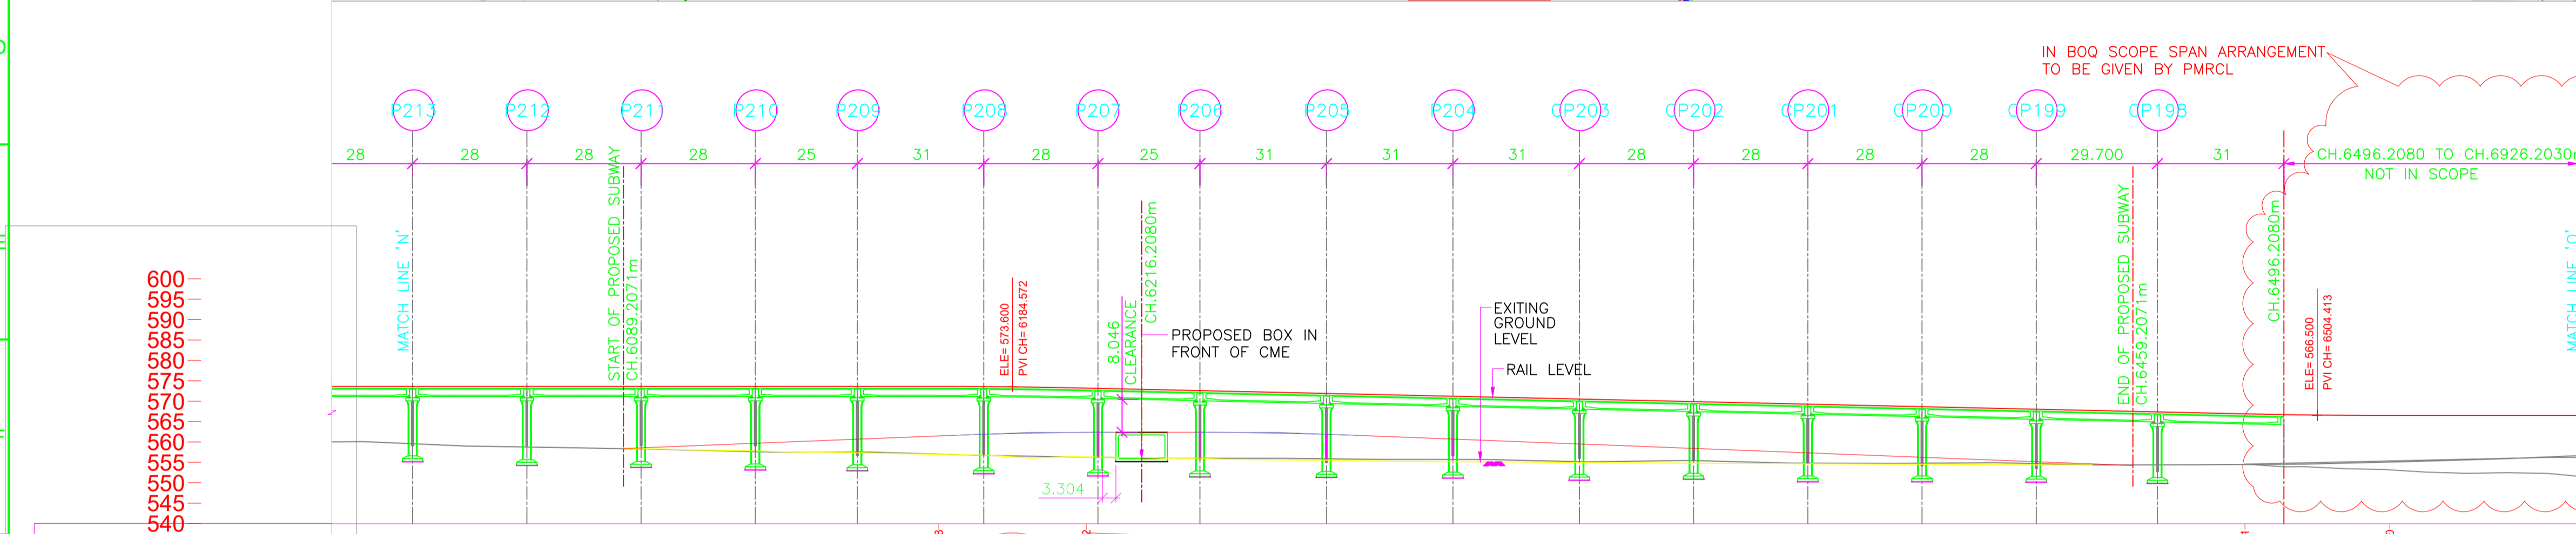 IN BOQ SCOPE SPAN ARRANGEMENT
TO BE GIVEN BY PMRCL
P213 P212 P211 P210 P209 P208 P207 P206 P205 P204 CP203 CP202 CP201 CP200 CP199 CP198
28 28 28 28 25 31 28 25 31 31 31 28 28 28 28 29.700 31 CH.6496.2080 TO CH.6926.2030
NOT IN SCOPE
MATCH LINE 'N'
START OF PROPOSED SUBWAY
CH.6089.2071m
ELE= 573.600
PVI CH= 6184.572
8.046
CLEARANCE
CH.6216.2080m
PROPOSED BOX IN
FRONT OF CME
EXITING
GROUND
LEVEL
RAIL LEVEL
END OF PROPOSED SUBWAY
CH.6459.2071m
CH.6496.2080m
ELE= 566.500
PVI CH= 6504.413
MATCH LINE 'O'
600
595
590
585
580
575
570
565
560
555
550
545
540
3.304